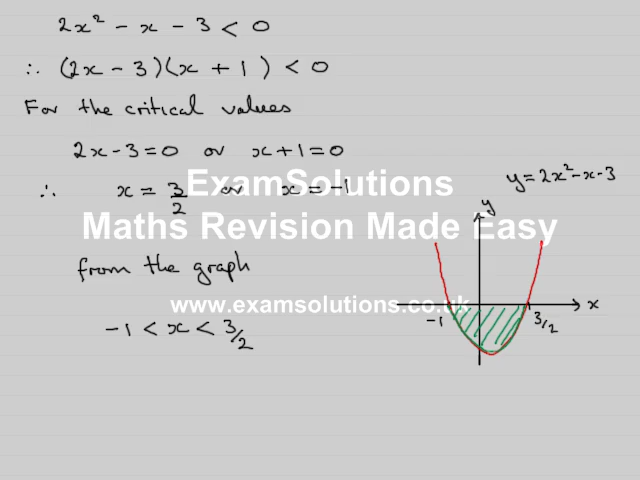 2x² - x - 3 < 0
∴ (2x - 3)(x + 1) < 0
For the critical values
2x - 3 = 0 or x + 1 = 0
∴ x = 3/2 or x = -1
from the graph
-1 < x < 3/2
y = 2x² - x - 3
y
x
-1
3/2
ExamSolutions
Maths Revision Made Easy
www.examsolutions.co.uk